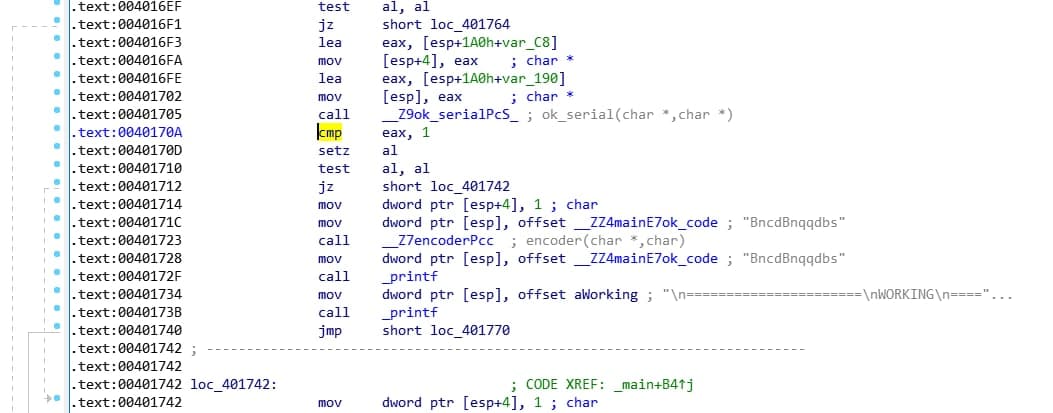 .text:004016EF test al, al
.text:004016F1 jz short loc_401764
.text:004016F3 lea eax, [esp+1A0h+var_C8]
.text:004016FA mov [esp+4], eax ; char *
.text:004016FE lea eax, [esp+1A0h+var_190]
.text:00401702 mov [esp], eax ; char *
.text:00401705 call __Z9ok_serialPcS_ ; ok_serial(char *,char *)
.text:0040170A cmp eax, 1
.text:0040170D setz al
.text:00401710 test al, al
.text:00401712 jz short loc_401742
.text:00401714 mov dword ptr [esp+4], 1 ; char
.text:0040171C mov dword ptr [esp], offset __ZZ4mainE7ok_code ; "BncdBnqqdbs"
.text:00401723 call __Z7encoderPcc ; encoder(char *,char)
.text:00401728 mov dword ptr [esp], offset __ZZ4mainE7ok_code ; "BncdBnqqdbs"
.text:0040172F call _printf
.text:00401734 mov dword ptr [esp], offset aWorking ; "\n======================\nWORKING\n===="...
.text:0040173B call _printf
.text:00401740 jmp short loc_401770
.text:00401742 ; ---------------------------------------------------------------------------
.text:00401742
.text:00401742 loc_401742: ; CODE XREF: _main+B4↑j
.text:00401742 mov dword ptr [esp+4], 1 ; char